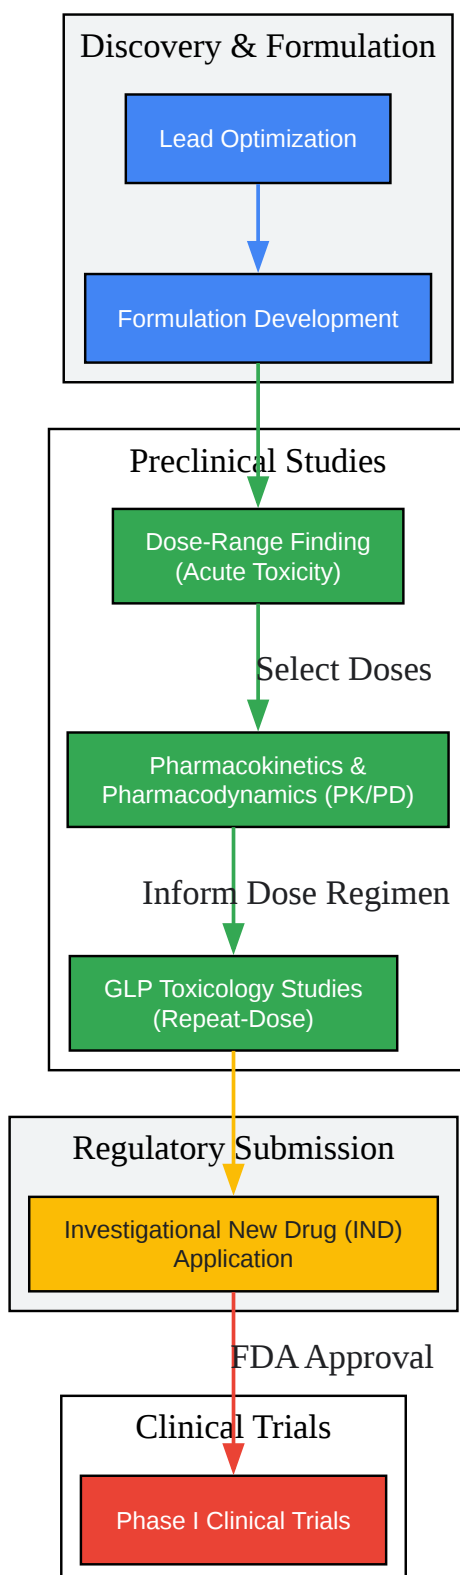 Discovery & Formulation
Lead Optimization
Formulation Development
Preclinical Studies
Dose-Range Finding
(Acute Toxicity)
Select Doses
Pharmacokinetics &
Pharmacodynamics (PK/PD)
Inform Dose Regimen
GLP Toxicology Studies
(Repeat-Dose)
Regulatory Submission
Investigational New Drug (IND)
Application
FDA Approval
Clinical Trials
Phase I Clinical Trials